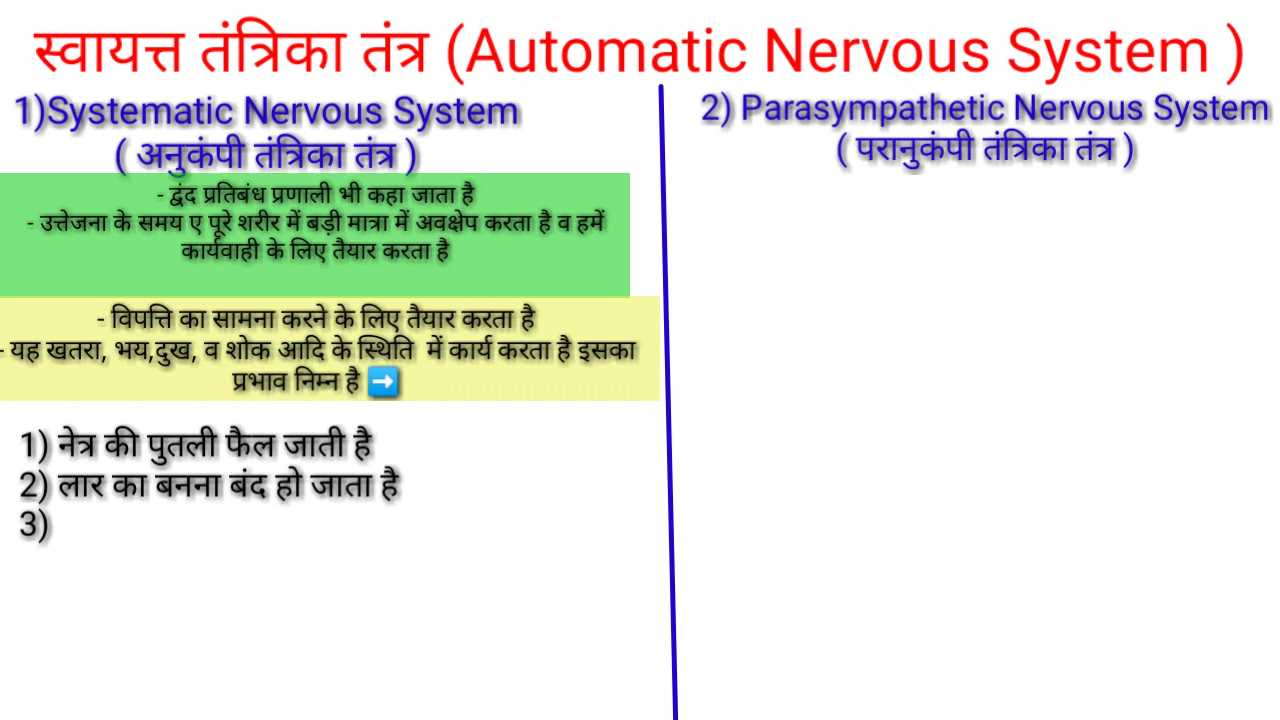 स्वायत्त तंत्रिका तंत्र (Automatic Nervous System )
1)Systematic Nervous System
( अनुकंपी तंत्रिका तंत्र )
- द्वंद प्रतिबंध प्रणाली भी कहा जाता है
- उत्तेजना के समय ए पूरे शरीर में बड़ी मात्रा में अवक्षेप करता है व हमें
कार्यवाही के लिए तैयार करता है
- विपत्ति का सामना करने के लिए तैयार करता है
- यह खतरा, भय,दुख, व शोक आदि के स्थिति में कार्य करता है इसका
प्रभाव निम्न है ➡
1) नेत्र की पुतली फैल जाती है
2) लार का बनना बंद हो जाता है
3)
2) Parasympathetic Nervous System
( परानुकंपी तंत्रिका तंत्र )